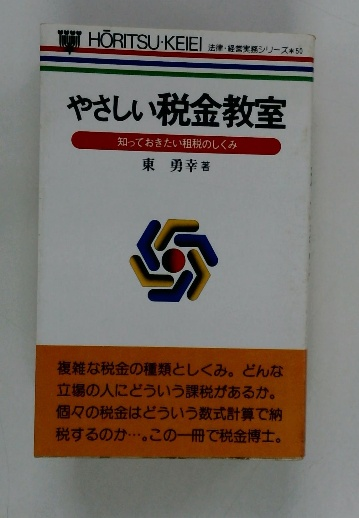 HŌRITSU・KEIEI 法律・経営実務シリーズ＊50
やさしい税金教室
知っておきたい租税のしくみ
東 勇幸著
複雑な税金の種類としくみ。どんな
立場の人にどういう課税があるか。
個々の税金はどういう数式計算で納
税するのか…。この一冊で税金博士。